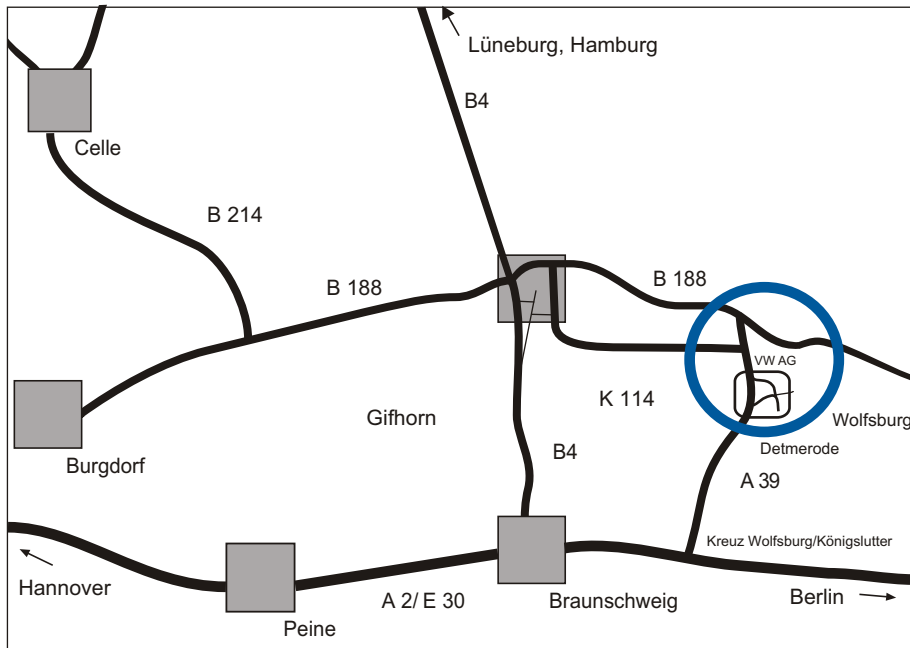 Lüneburg, Hamburg
B4
Celle
B 214
B 188
B 188
VW AG
K 114
Gifhorn
Wolfsburg
Detmerode
Burgdorf
B4
A 39
Kreuz Wolfsburg/Königslutter
Hannover
A 2/ E 30
Braunschweig
Berlin
Peine